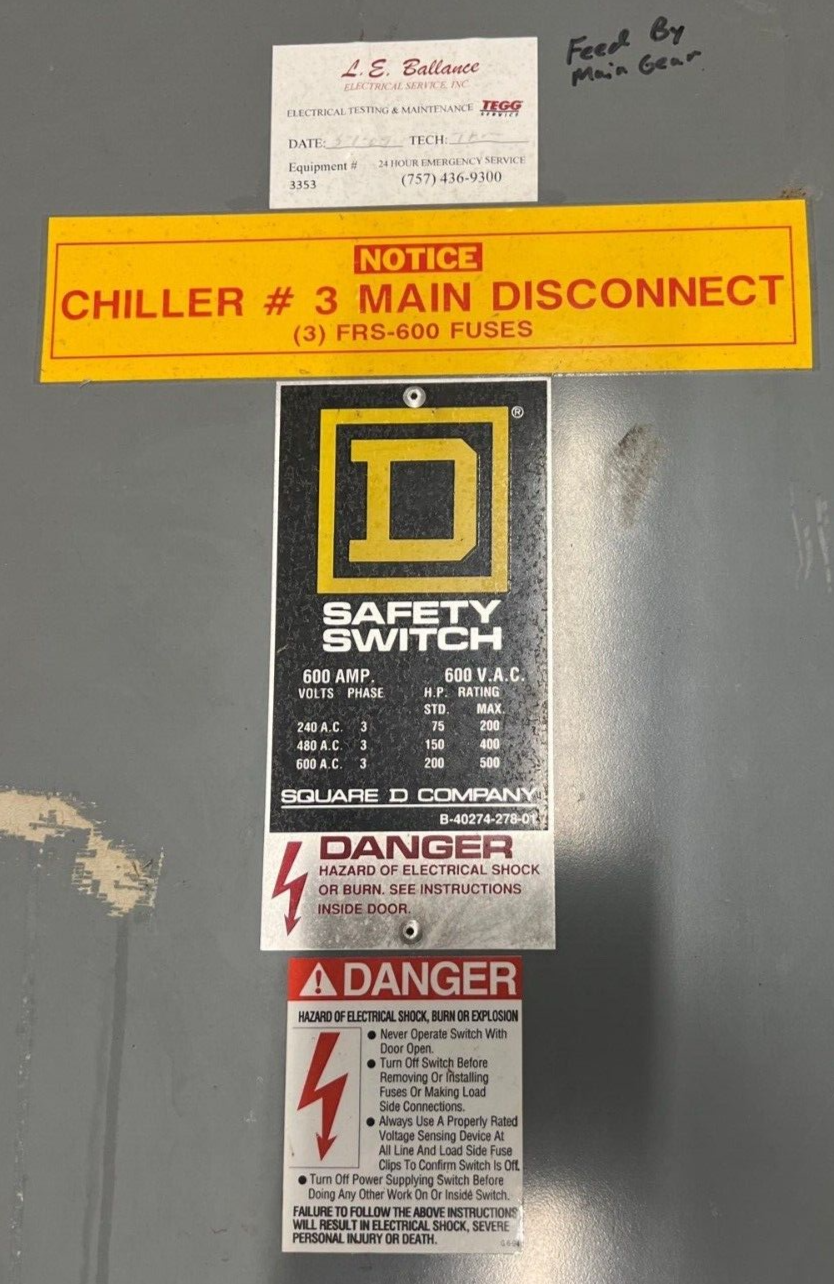 Feed By
Main Gear
L. E. Ballance
ELECTRICAL SERVICE, INC
ELECTRICAL TESTING & MAINTENANCE TEGG
SERVICE
DATE: TECH:
Equipment # 24 HOUR EMERGENCY SERVICE
3353 (757) 436-9300
NOTICE
CHILLER # 3 MAIN DISCONNECT
(3) FRS-600 FUSES
D ®
SAFETY
SWITCH
600 AMP. 600 V.A.C.
VOLTS PHASE H.P. RATING
STD. MAX.
240 A.C. 3 75 200
480 A.C. 3 150 400
600 A.C. 3 200 500
SQUARE D COMPANY
B-40274-278-01
DANGER
HAZARD OF ELECTRICAL SHOCK
OR BURN. SEE INSTRUCTIONS
INSIDE DOOR.
DANGER
HAZARD OF ELECTRICAL SHOCK, BURN OR EXPLOSION
● Never Operate Switch With
Door Open.
● Turn Off Switch Before
Removing Or Installing
Fuses Or Making Load
Side Connections.
● Always Use A Properly Rated
Voltage Sensing Device At
All Line And Load Side Fuse
Clips To Confirm Switch Is Off.
● Turn Off Power Supplying Switch Before
Doing Any Other Work On Or Inside Switch.
FAILURE TO FOLLOW THE ABOVE INSTRUCTIONS
WILL RESULT IN ELECTRICAL SHOCK, SEVERE
PERSONAL INJURY OR DEATH.